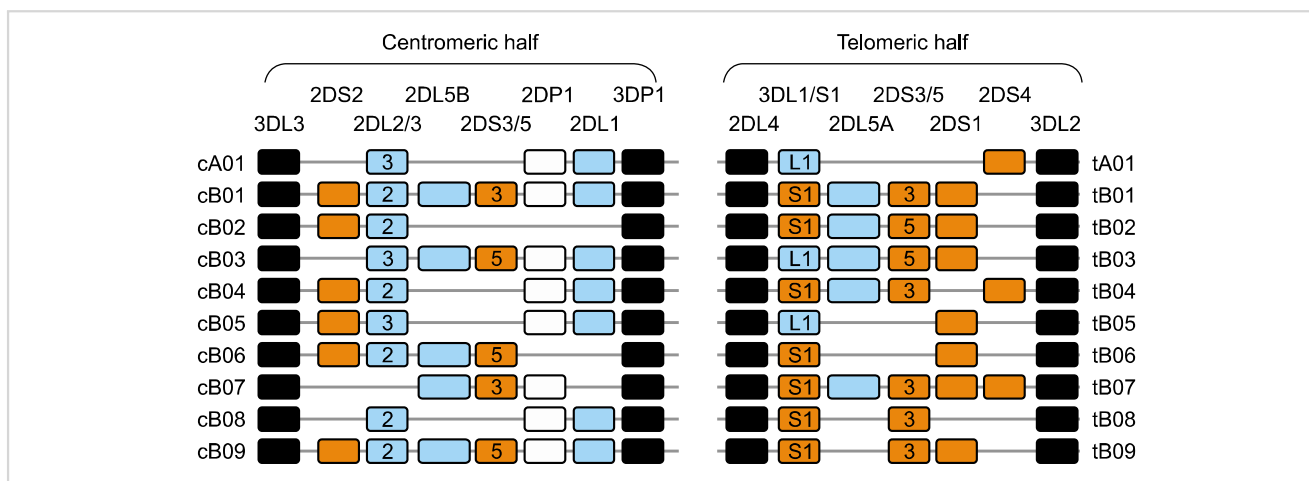 Centromeric half Telomeric half
2DS2 2DL5B 2DP1 3DP1 3DL1/S1 2DS3/5 2DS4
3DL3 2DL2/3 2DS3/5 2DL1 2DL4 2DL5A 2DS1 3DL2
cA01 3 L1 tA01
cB01 2 3 S1 3 tB01
cB02 2 S1 5 tB02
cB03 3 5 L1 5 tB03
cB04 2 S1 3 tB04
cB05 3 L1 tB05
cB06 2 5 S1 tB06
cB07 3 S1 3 tB07
cB08 2 S1 3 tB08
cB09 2 5 S1 3 tB09